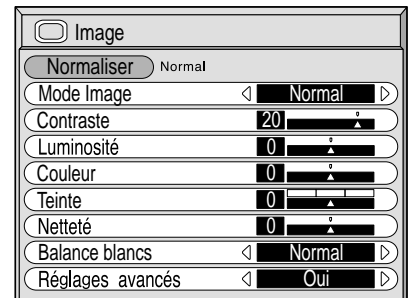 Image
Normaliser Normal
Mode Image Normal
Contraste 20
Luminosité 0
Couleur 0
Teinte 0
Netteté 0
Balance blancs Normal
Réglages avancés Oui